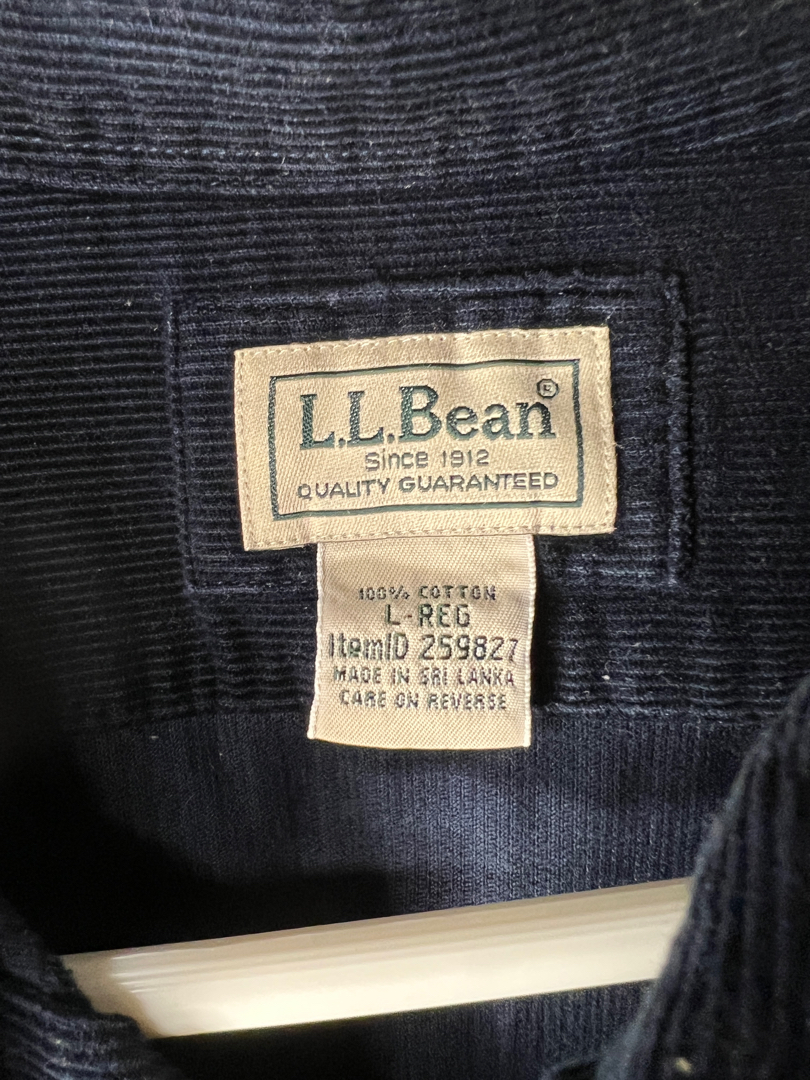 L.L.Bean®
Since 1912
QUALITY GUARANTEED
100% COTTON
L-REG
ItemID 259827
MADE IN SRI LANKA
CARE ON REVERSE